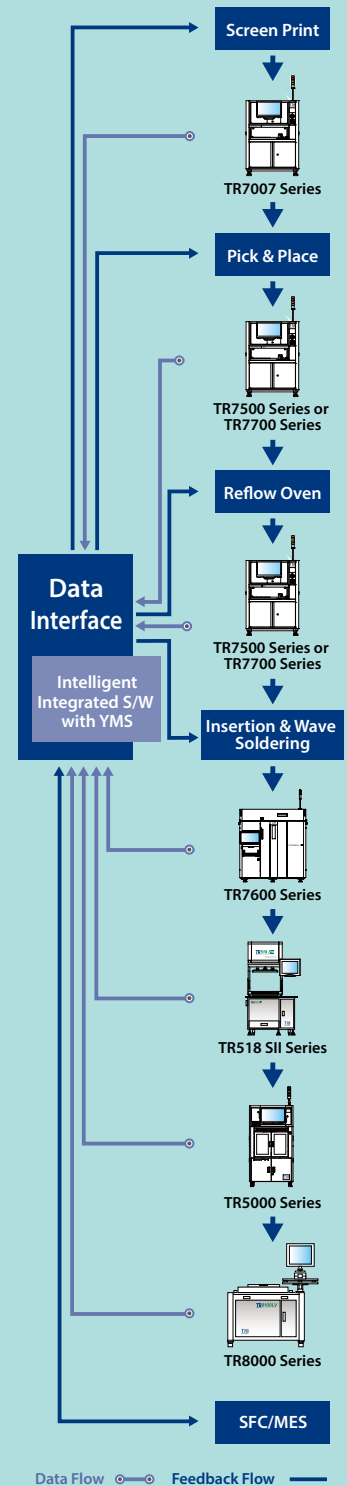 Screen Print
TR7007 Series
Pick & Place
TR7500 Series or
TR7700 Series
Reflow Oven
Data
Interface
TR7500 Series or
TR7700 Series
Intelligent
Integrated S/W
with YMS
Insertion & Wave
Soldering
TR7600 Series
TR518 SII Series
TR5000 Series
TR8100LV
TRI
TR8000 Series
SFC/MES
Data Flow
Feedback Flow